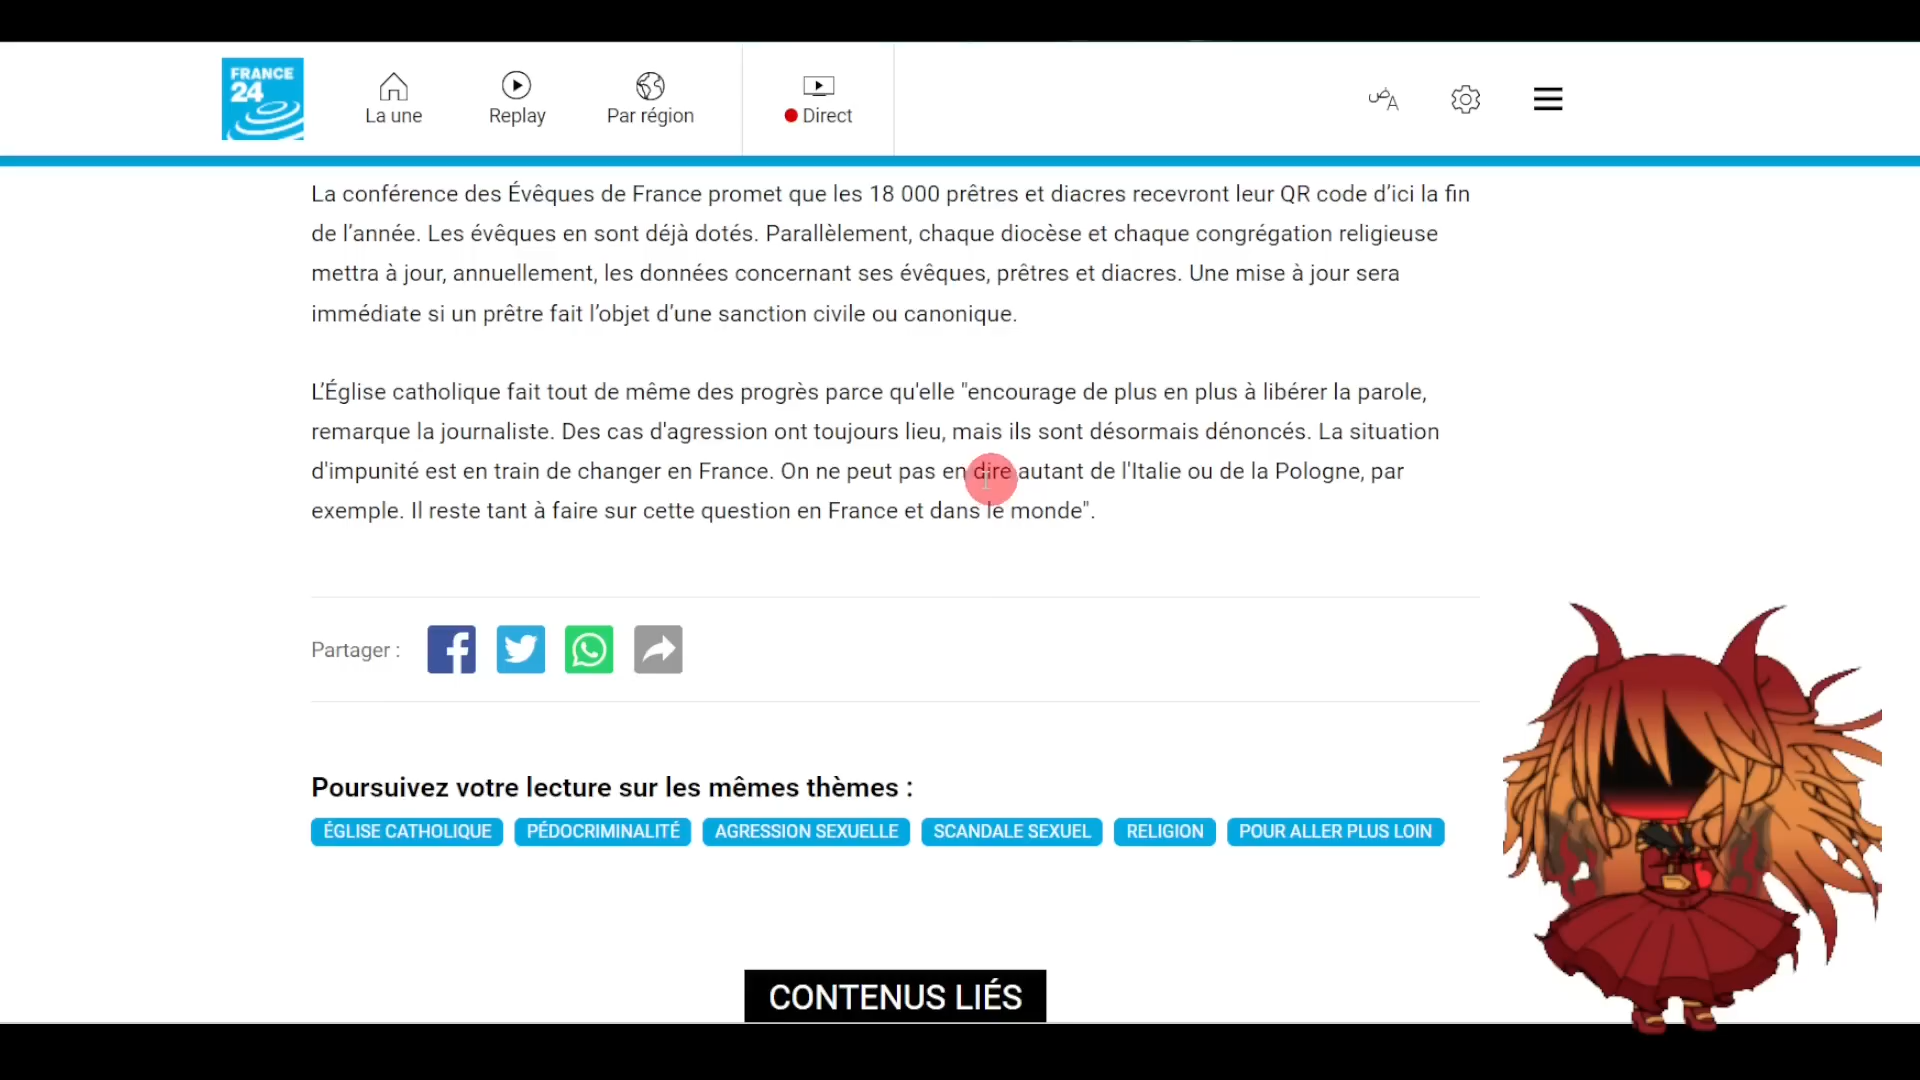 FRANCE
24
La une
Replay
Par région
Direct
La conférence des Évêques de France promet que les 18 000 prêtres et diacres recevront leur QR code d’ici la fin
de l’année. Les évêques en sont déjà dotés. Parallèlement, chaque diocèse et chaque congrégation religieuse
mettra à jour, annuellement, les données concernant ses évêques, prêtres et diacres. Une mise à jour sera
immédiate si un prêtre fait l’objet d’une sanction civile ou canonique.
L’Église catholique fait tout de même des progrès parce qu'elle "encourage de plus en plus à libérer la parole,
remarque la journaliste. Des cas d'agression ont toujours lieu, mais ils sont désormais dénoncés. La situation
d'impunité est en train de changer en France. On ne peut pas en dire autant de l'Italie ou de la Pologne, par
exemple. Il reste tant à faire sur cette question en France et dans le monde".
Partager :
Poursuivez votre lecture sur les mêmes thèmes :
ÉGLISE CATHOLIQUE
PÉDOCRIMINALITÉ
AGRESSION SEXUELLE
SCANDALE SEXUEL
RELIGION
POUR ALLER PLUS LOIN
CONTENUS LIÉS